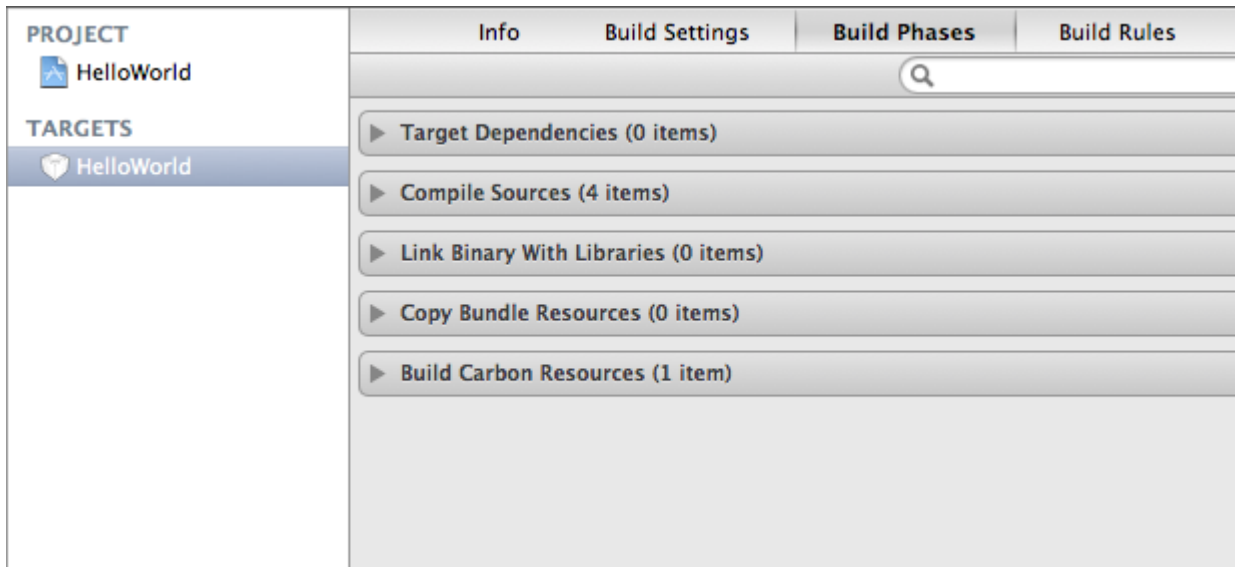 PROJECT
HelloWorld
TARGETS
HelloWorld
Info Build Settings Build Phases Build Rules
Target Dependencies (0 items)
Compile Sources (4 items)
Link Binary With Libraries (0 items)
Copy Bundle Resources (0 items)
Build Carbon Resources (1 item)